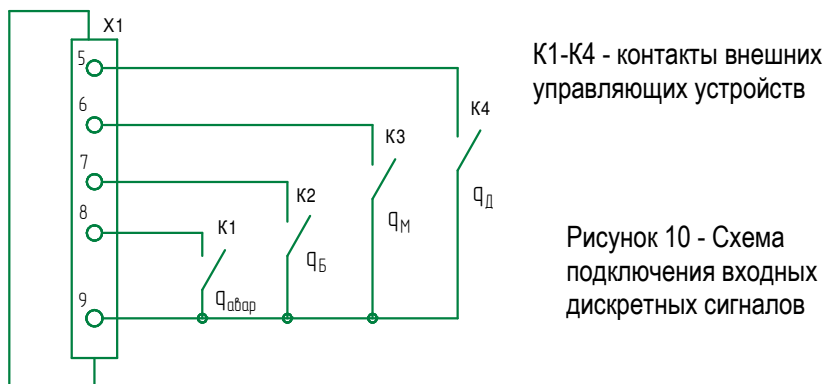 X1
5
6
7
8
9
К4
К3
К2
К1
qД
qМ
qБ
qавар
К1-К4 - контакты внешних
управляющих устройств
Рисунок 10 - Схема
подключения входных
дискретных сигналов